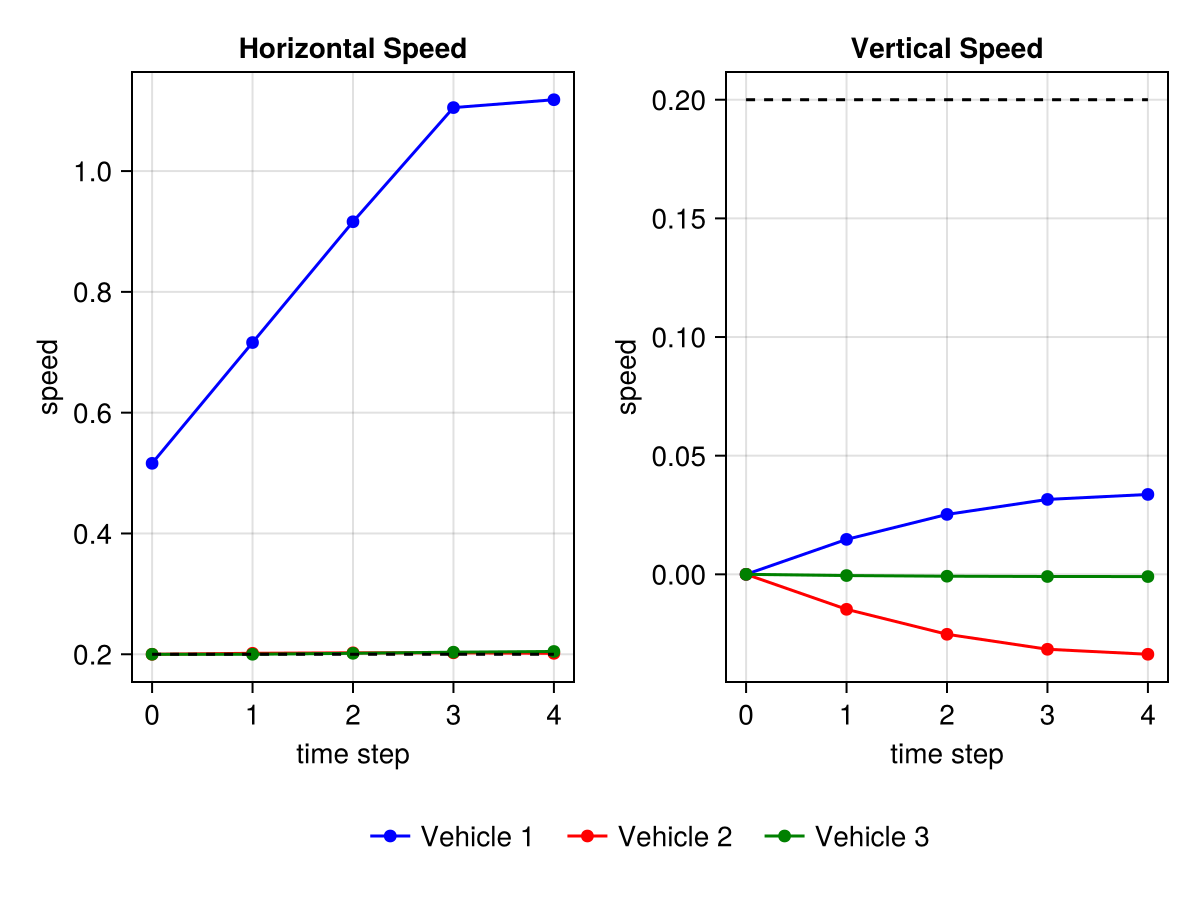 Horizontal Speed
1.0
0.8
0.6
0.4
0.2
speed
0 1 2 3 4
time step
Vertical Speed
0.20
0.15
0.10
0.05
0.00
speed
0 1 2 3 4
time step
Vehicle 1 Vehicle 2 Vehicle 3